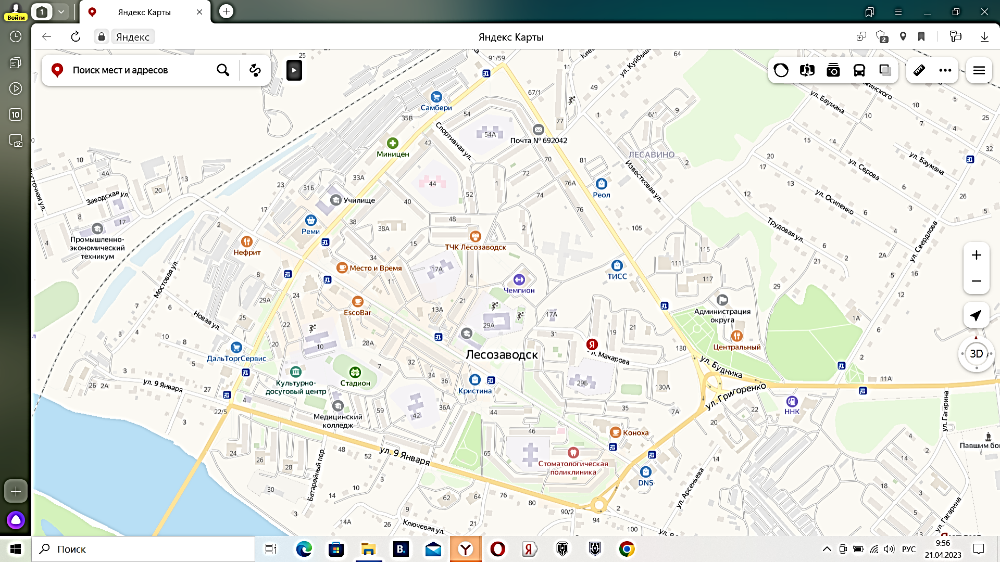 Войти
1
Яндекс Карты
Яндекс
Яндекс Карты
2
10
Поиск мест и адресов
25
91/59
64
ул. Куйбыш
11
49
67/1
77
1
6/1
9
ул. Баумана
10
10
5
7
4
25
Самбери
54
35В
Спортивная ул.
54А
Почта № 692042
42
Миницен
ЛЕСАВИНО
81
2
Известковая ул.
15
14
20
17
ул. Серова
ул. Баумана
32
13
6
26
70
72
76А
74
76
1
52
44
40
33А
31Б
23
17
Училище
Реми
Реол
105
12
ул. Осипенко
6
3
5
1
4
Трудовая ул.
6
2
2А
21
ул. Свердлова
5
16
12
29
10
4А
13
20
Заводская ул.
8
17
4
Промышленно-
экономический
техникум
2
Нефрит
38
38А
48
2
ТЧК Лесозаводск
15
34
17А
4
Место и Время
11
Чемпион
ТИСС
111
115
117
Администрация
округа
Центральный
1А
6
2
Мостовая ул.
8
29А
24
EscoBar
13А
21
29А
17А
7
6
Новая ул.
25
22
10
28А
20
3
4
10
8
5
ДальТоргСервис
31
19
21
130
ул. Макарова
Лесозаводск
32
34
36
7
Культурно-
досуговый центр
Стадион
Кристина
29Б
130А
ул. Будника
ул. Григоренко
11А
ННК
22
20
7А
35
ул. Гагарина
3
2Б
2А
ул. 9 Января
27
4
22/5
3
Медицинский
колледж
59
42
36А
44
46
65
Коноха
Стоматологическая
поликлиника
DNS
14
ул. Арсеньева
4
2
14
18
3
5
13
ул. Гагарина
24
26
28
30
Батарейный пер.
48
52
ул. 9 Января
3
10
14
3
14А
9
26
62
64
21
Ключевая ул.
76
80
90/2
94
2
100
3D
Поиск
РУС
9:56
21.04.2023